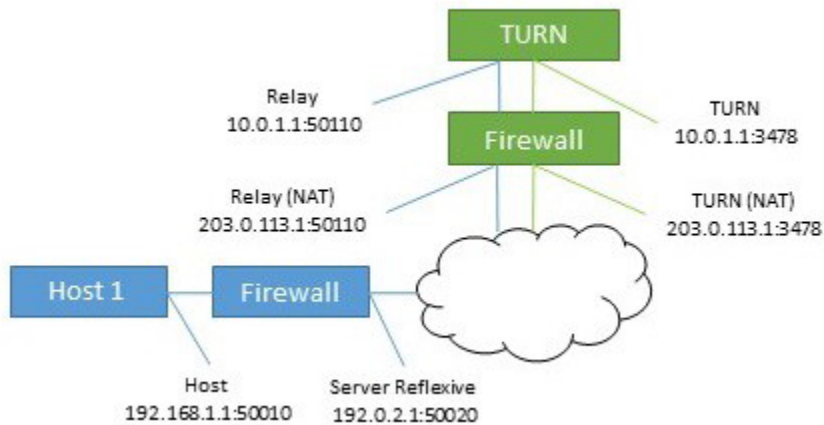 TURN
Relay
10.0.1.1:50110
TURN
10.0.1.1:3478
Firewall
Relay (NAT)
203.0.113.1:50110
TURN (NAT)
203.0.113.1:3478
Host 1
Firewall
Host
192.168.1.1:50010
Server Reflexive
192.0.2.1:50020